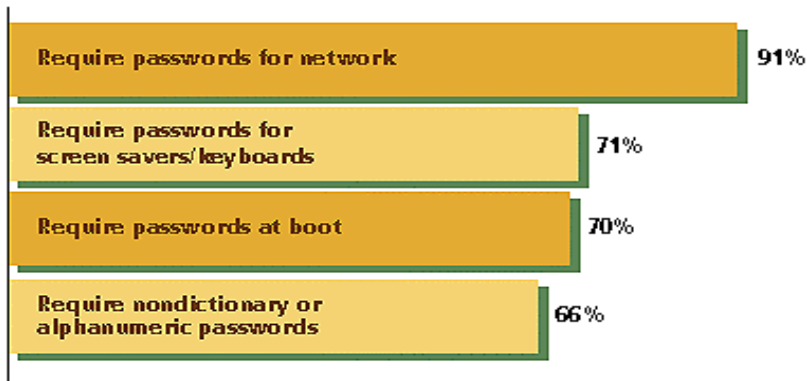 Require passwords for network
91%
Require passwords for
screen savers/keyboards
71%
Require passwords at boot
70%
Require nondictionary or
alphanumeric passwords
66%